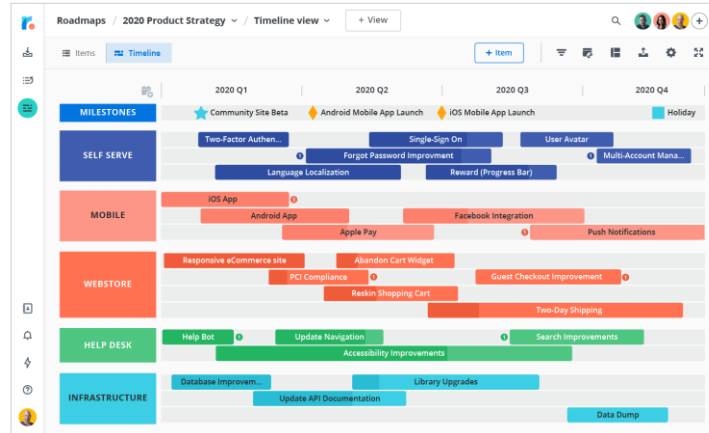 r.
Roadmaps / 2020 Product Strategy / Timeline view + View
Items Timeline + Item
2020 Q1 2020 Q2 2020 Q3 2020 Q4
MILESTONES Community Site Beta Android Mobile App Launch iOS Mobile App Launch Holiday
Two-Factor Authen... Single-Sign On User Avatar
SELF SERVE Forgot Password Improvment Multi-Account Mana...
Language Localization Reward (Progress Bar)
iOS App
MOBILE Android App Facebook Integration
Apple Pay Push Notifications
Responsive eCommerce site Abandon Cart Widget
WEBSTORE PCI Compliance Guest Checkout Improvement
Reskin Shopping Cart
Two-Day Shipping
Help Bot Update Navigation Search Improvements
HELP DESK
Accessibility Improvements
Database Improvem... Library Upgrades
INFRASTRUCTURE Update API Documentation
Data Dump